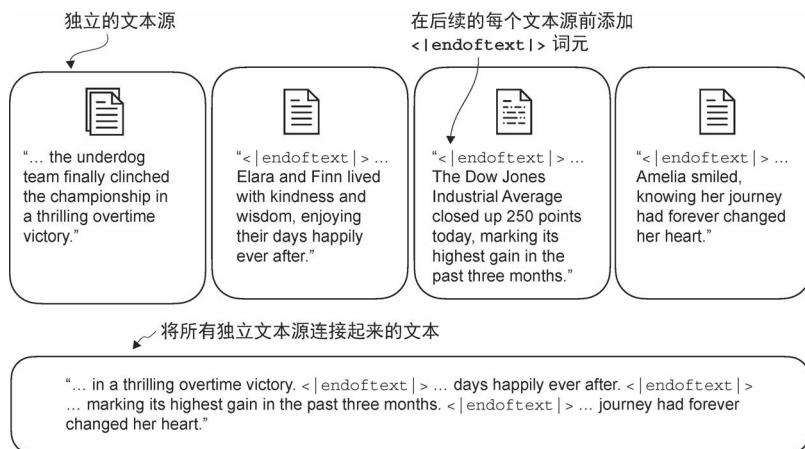 独立的文本源
在后续的每个文本源前添加
<|endoftext|> 词元
“… the underdog
team finally clinched
the championship in
a thrilling overtime
victory.”
“<|endoftext|> …
Elara and Finn lived
with kindness and
wisdom, enjoying
their days happily
ever after.”
“<|endoftext|> …
The Dow Jones
Industrial Average
closed up 250 points
today, marking its
highest gain in the
past three months.”
“<|endoftext|> …
Amelia smiled,
knowing her journey
had forever changed
her heart.”
将所有独立文本源连接起来的文本
“… in a thrilling overtime victory. <|endoftext|> … days happily ever after. <|endoftext|>
… marking its highest gain in the past three months. <|endoftext|> … journey had forever
changed her heart.”